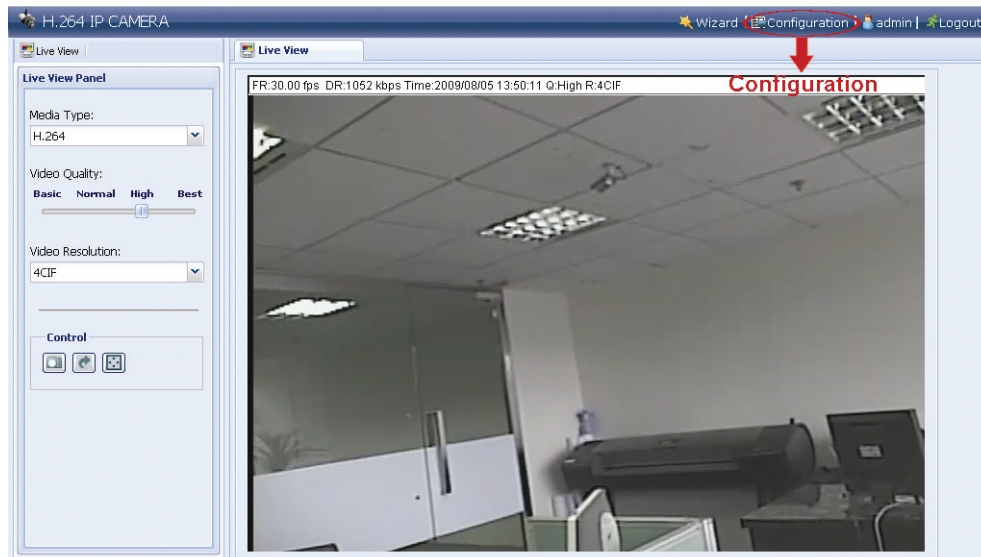 H.264 IP CAMERA
Wizard | Configuration | admin | Logout
Live View
Live View
Configuration
Live View Panel
FR:30.00 fps DR:1052 kbps Time:2009/08/05 13:50:11 Q:High R:4CIF
Media Type:
H.264
Video Quality:
Basic Normal High Best
Video Resolution:
4CIF
Control